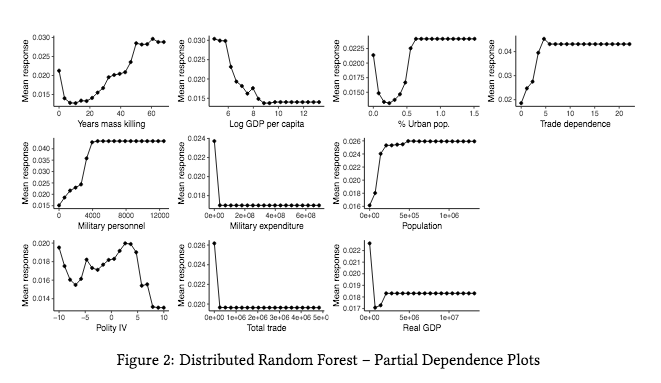 Mean response
0.030
0.025
0.020
0.015
0 20 40 60
Years mass killing
Mean response
0.030
0.025
0.020
0.015
6 8 10 12
Log GDP per capita
Mean response
0.0225
0.0200
0.0175
0.0150
0.0 0.5 1.0 1.5
% Urban pop.
Mean response
0.04
0.03
0.02
0 5 10 15 20
Trade dependence
Mean response
0.040
0.035
0.030
0.025
0.020
0.015
0 4000 8000 12000
Military personnel
Mean response
0.024
0.022
0.020
0.018
0e+00 2e+08 4e+08 6e+08
Military expenditure
Mean response
0.026
0.024
0.022
0.020
0.018
0.016
0e+00 5e+05 1e+06
Population
Mean response
0.020
0.018
0.016
0.014
−10 −5 0 5 10
Polity IV
Mean response
0.026
0.024
0.022
0.020
0e+00 1e+06 2e+06 3e+06 4e+06 5e+0
Total trade
Mean response
0.022
0.021
0.020
0.019
0.018
0.017
0e+00 5e+06 1e+07
Real GDP
Figure 2: Distributed Random Forest – Partial Dependence Plots